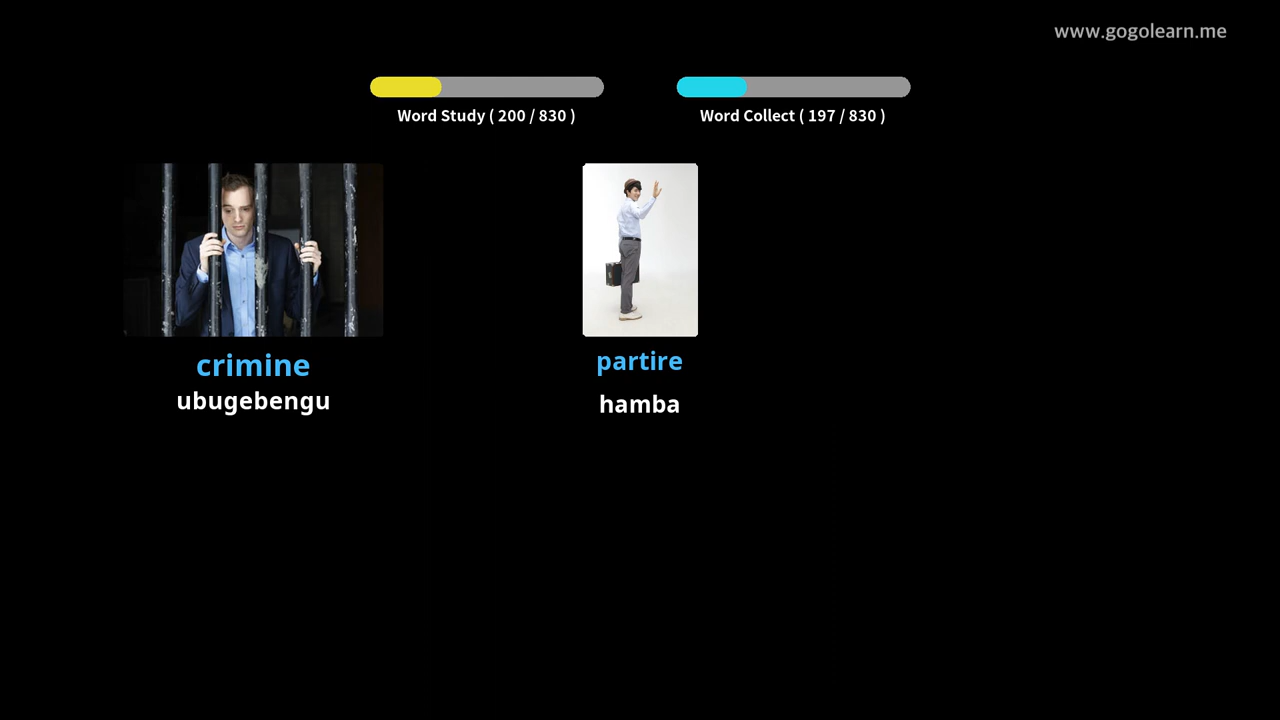 www.gogolearn.me
Word Study ( 200 / 830 )
Word Collect ( 197 / 830 )
crimine
ubugebengu
partire
hamba